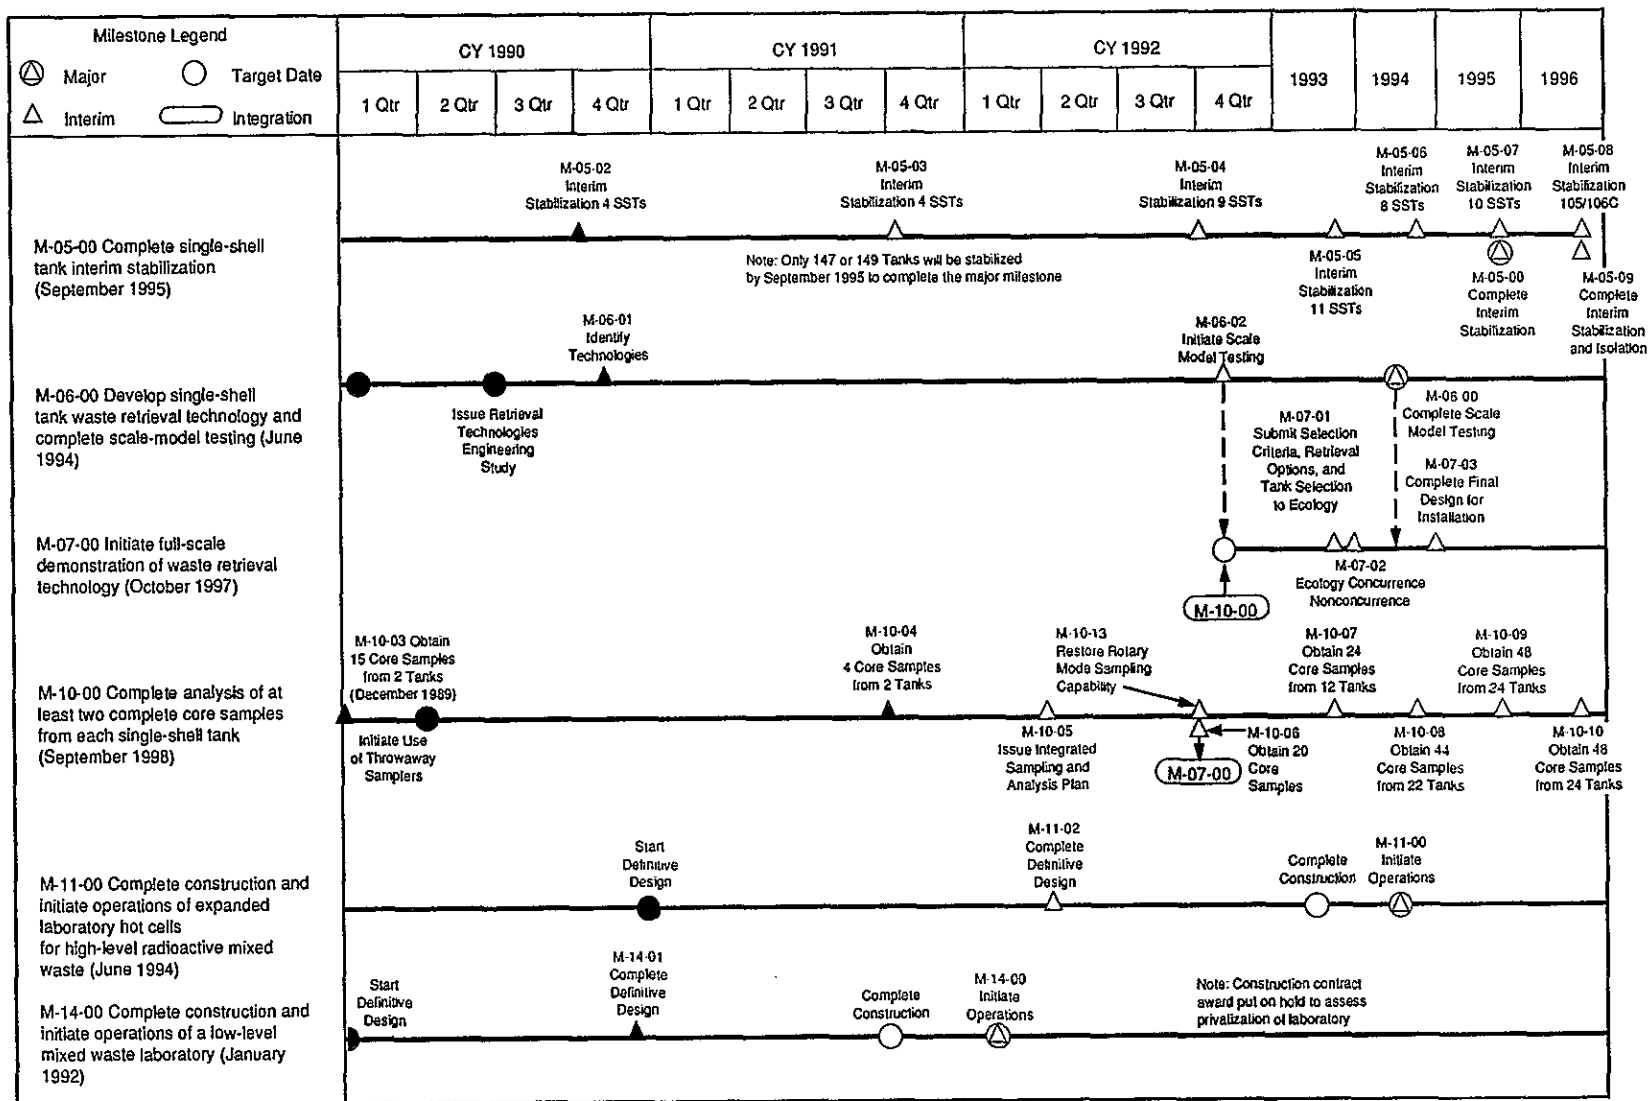 Milestone Legend
Major
Target Date
Interim
Integration
CY 1990
CY 1991
CY 1992
1993
1994
1995
1996
1 Qtr
2 Qtr
3 Qtr
4 Qtr
1 Qtr
2 Qtr
3 Qtr
4 Qtr
1 Qtr
2 Qtr
3 Qtr
4 Qtr
M-05-00 Complete single-shell
tank interim stabilization
(September 1995)
M-05-02
Interim
Stabilization 4 SSTs
M-05-03
Interim
Stabilization 4 SSTs
M-05-04
Interim
Stabilization 9 SSTs
M-05-06
Interim
Stabilization
8 SSTs
M-05-07
Interim
Stabilization
10 SSTs
M-05-08
Interim
Stabilization
105/106C
Note: Only 147 or 149 Tanks will be stabilized
by September 1995 to complete the major milestone
M-05-05
Interim
Stabilization
11 SSTs
M-05-00
Complete
Interim
Stabilization
M-05-09
Complete
Interim
Stabilization
and Isolation
M-06-00 Develop single-shell
tank waste retrieval technology and
complete scale-model testing (June
1994)
M-06-01
Identify
Technologies
Issue Retrieval
Technologies
Engineering
Study
M-06-02
Initiate Scale
Model Testing
M-06 00
Complete Scale
Model Testing
M-07-00 Initiate full-scale
demonstration of waste retrieval
technology (October 1997)
M-07-01
Submit Selection
Criteria, Retrieval
Options, and
Tank Selection
to Ecology
M-07-03
Complete Final
Design for
Installation
M-07-02
Ecology Concurrence
Nonconcurrence
M-10-00
M-10-00 Complete analysis of at
least two complete core samples
from each single-shell tank
(September 1998)
M-10-03 Obtain
15 Core Samples
from 2 Tanks
(December 1989)
Initiate Use
of Throwaway
Samplers
M-10-04
Obtain
4 Core Samples
from 2 Tanks
M-10-13
Restore Rotary
Mode Sampling
Capability
M-10-07
Obtain 24
Core Samples
from 12 Tanks
M-10-09
Obtain 48
Core Samples
from 24 Tanks
M-10-05
Issue Integrated
Sampling and
Analysis Plan
M-07-00
M-10-06
Obtain 20
Core
Samples
M-10-08
Obtain 44
Core Samples
from 22 Tanks
M-10-10
Obtain 48
Core Samples
from 24 Tanks
M-11-00 Complete construction and
initiate operations of expanded
laboratory hot cells
for high-level radioactive mixed
waste (June 1994)
Start
Definitive
Design
M-11-02
Complete
Definitive
Design
Complete
Construction
M-11-00
Initiate
Operations
M-14-00 Complete construction and
initiate operations of a low-level
mixed waste laboratory (January
1992)
Start
Definitive
Design
M-14-01
Complete
Definitive
Design
Complete
Construction
M-14-00
Initiate
Operations
Note: Construction contract
award put on hold to assess
privatization of laboratory